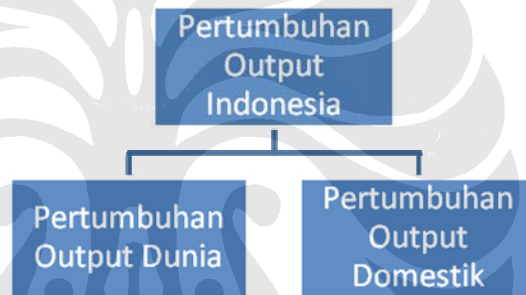 Pertumbuhan
Output
Indonesia
Pertumbuhan
Output Dunia
Pertumbuhan
Output
Domestik